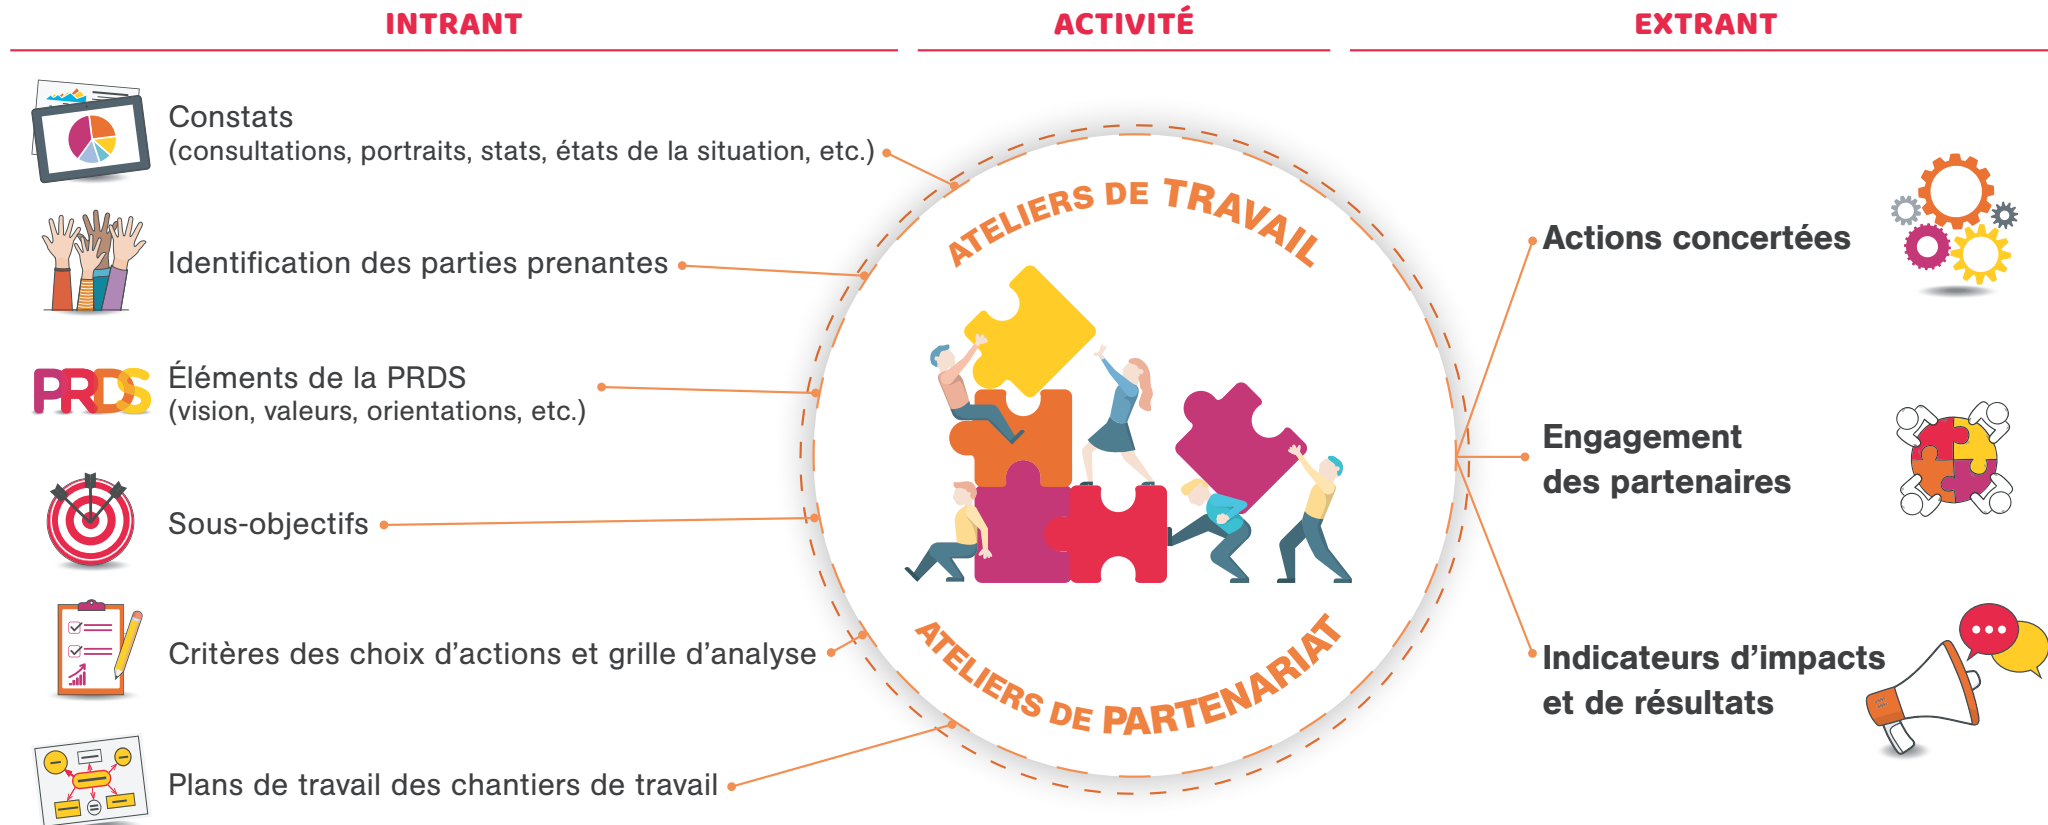 INTRANT
ACTIVITÉ
EXTRANT
Constats
(consultations, portraits, stats, états de la situation, etc.)
Identification des parties prenantes
PRDS
Éléments de la PRDS
(vision, valeurs, orientations, etc.)
Sous-objectifs
Critères des choix d’actions et grille d’analyse
Plans de travail des chantiers de travail
ATELIERS DE TRAVAIL
ATELIERS DE PARTENARIAT
Actions concertées
Engagement
des partenaires
Indicateurs d’impacts
et de résultats